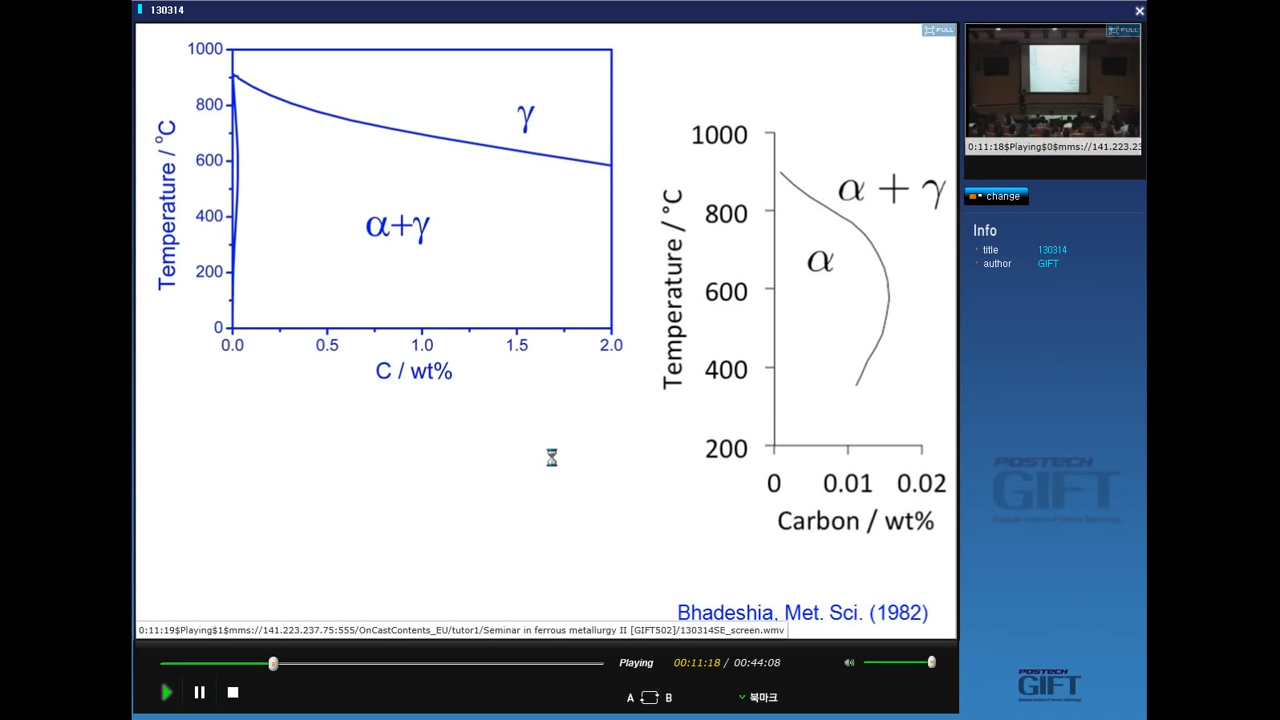 130314
FULL
FULL
1000
800
600
400
200
0
Temperature / °C
γ
α+γ
0.0
0.5
1.0
1.5
2.0
C / wt%
1000
800
600
400
200
Temperature / °C
α + γ
α
0
0.01
0.02
Carbon / wt%
Bhadeshia, Met. Sci. (1982)
0:11:18$Playing$0$mms://141.223.23
change
Info
title 130314
author GIFT
POSTECH
GIFT
0:11:19$Playing$1$mms://141.223.237.75:555/OnCastContents_EU/tutor1/Seminar in ferrous metallurgy II [GIFT502]/130314SE_screen.wmv
Playing 00:11:18 / 00:44:08
A B 북마크
POSTECH
GIFT